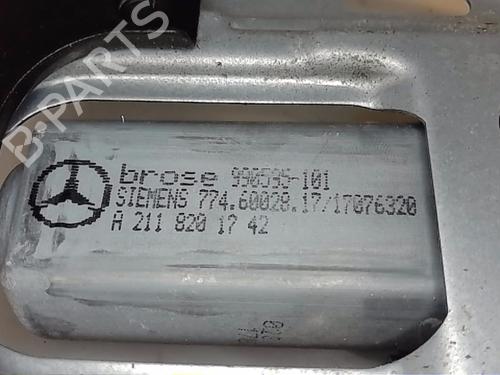 B-PARTS
brose 990595-101
SIEMENS 774.60028.17/17076320
A 211 820 17 42